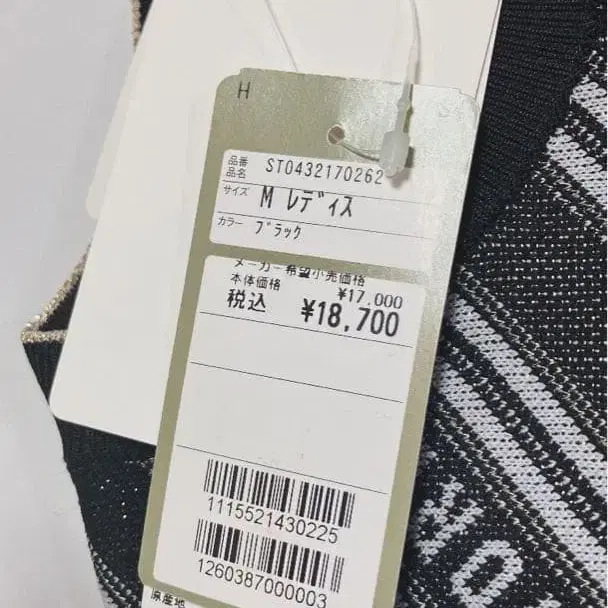 H
品番
品名 ST0432170262
サイズ M レディス
カラー ブラック
メーカー希望小売価格
本体価格 ¥17,000
税込 ¥18,700
1115521430225
1260387000003
原産地